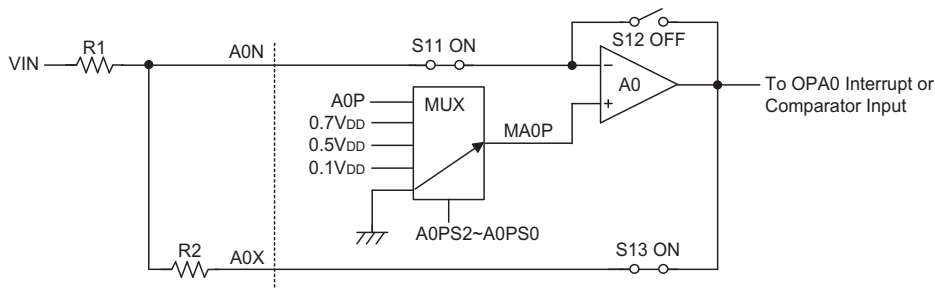 R1
A0N
S11 ON
S12 OFF
VIN
A0
−
+
To OPA0 Interrupt or
Comparator Input
A0P
MUX
0.7VDD
0.5VDD
MA0P
0.1VDD
A0PS2~A0PS0
R2
A0X
S13 ON